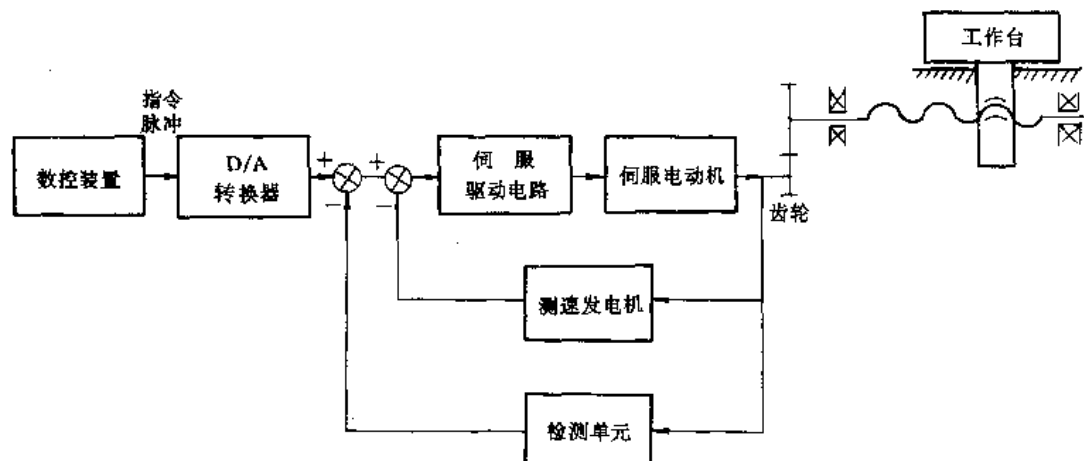 工作台
指令
脉冲
数控装置
D/A
转换器
+
−
+
−
伺 服
驱动电路
伺服电动机
齿轮
测速发电机
检测单元